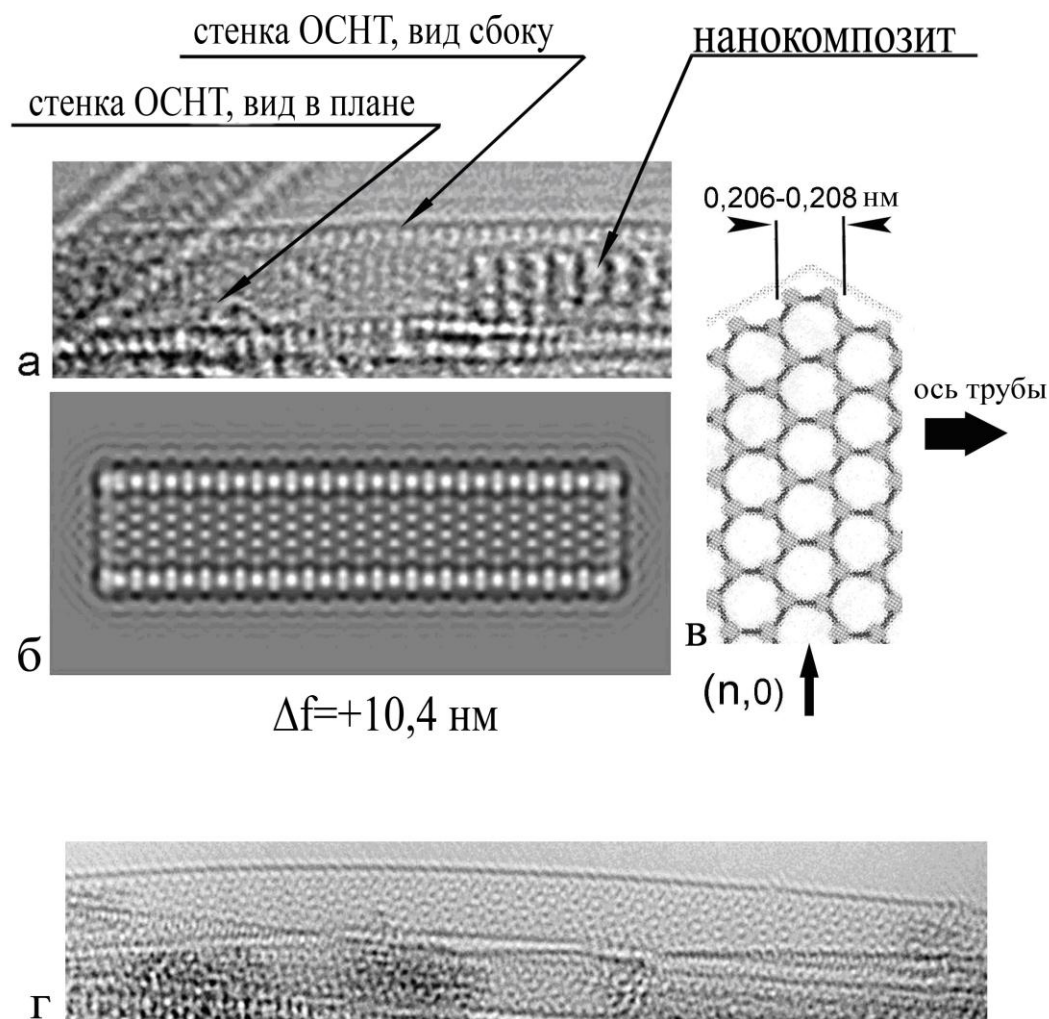 стенка ОСНТ, вид сбоку
нанокомпозит
стенка ОСНТ, вид в плане
0,206-0,208 нм
а
ось трубы
б
в
(n,0)
Δf=+10,4 нм
г